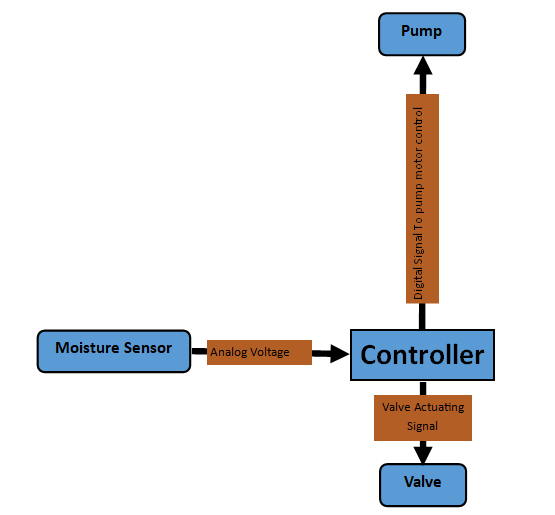 Pump
Digital Signal To pump motor control
Moisture Sensor
Analog Voltage
Controller
Valve Actuating
Signal
Valve